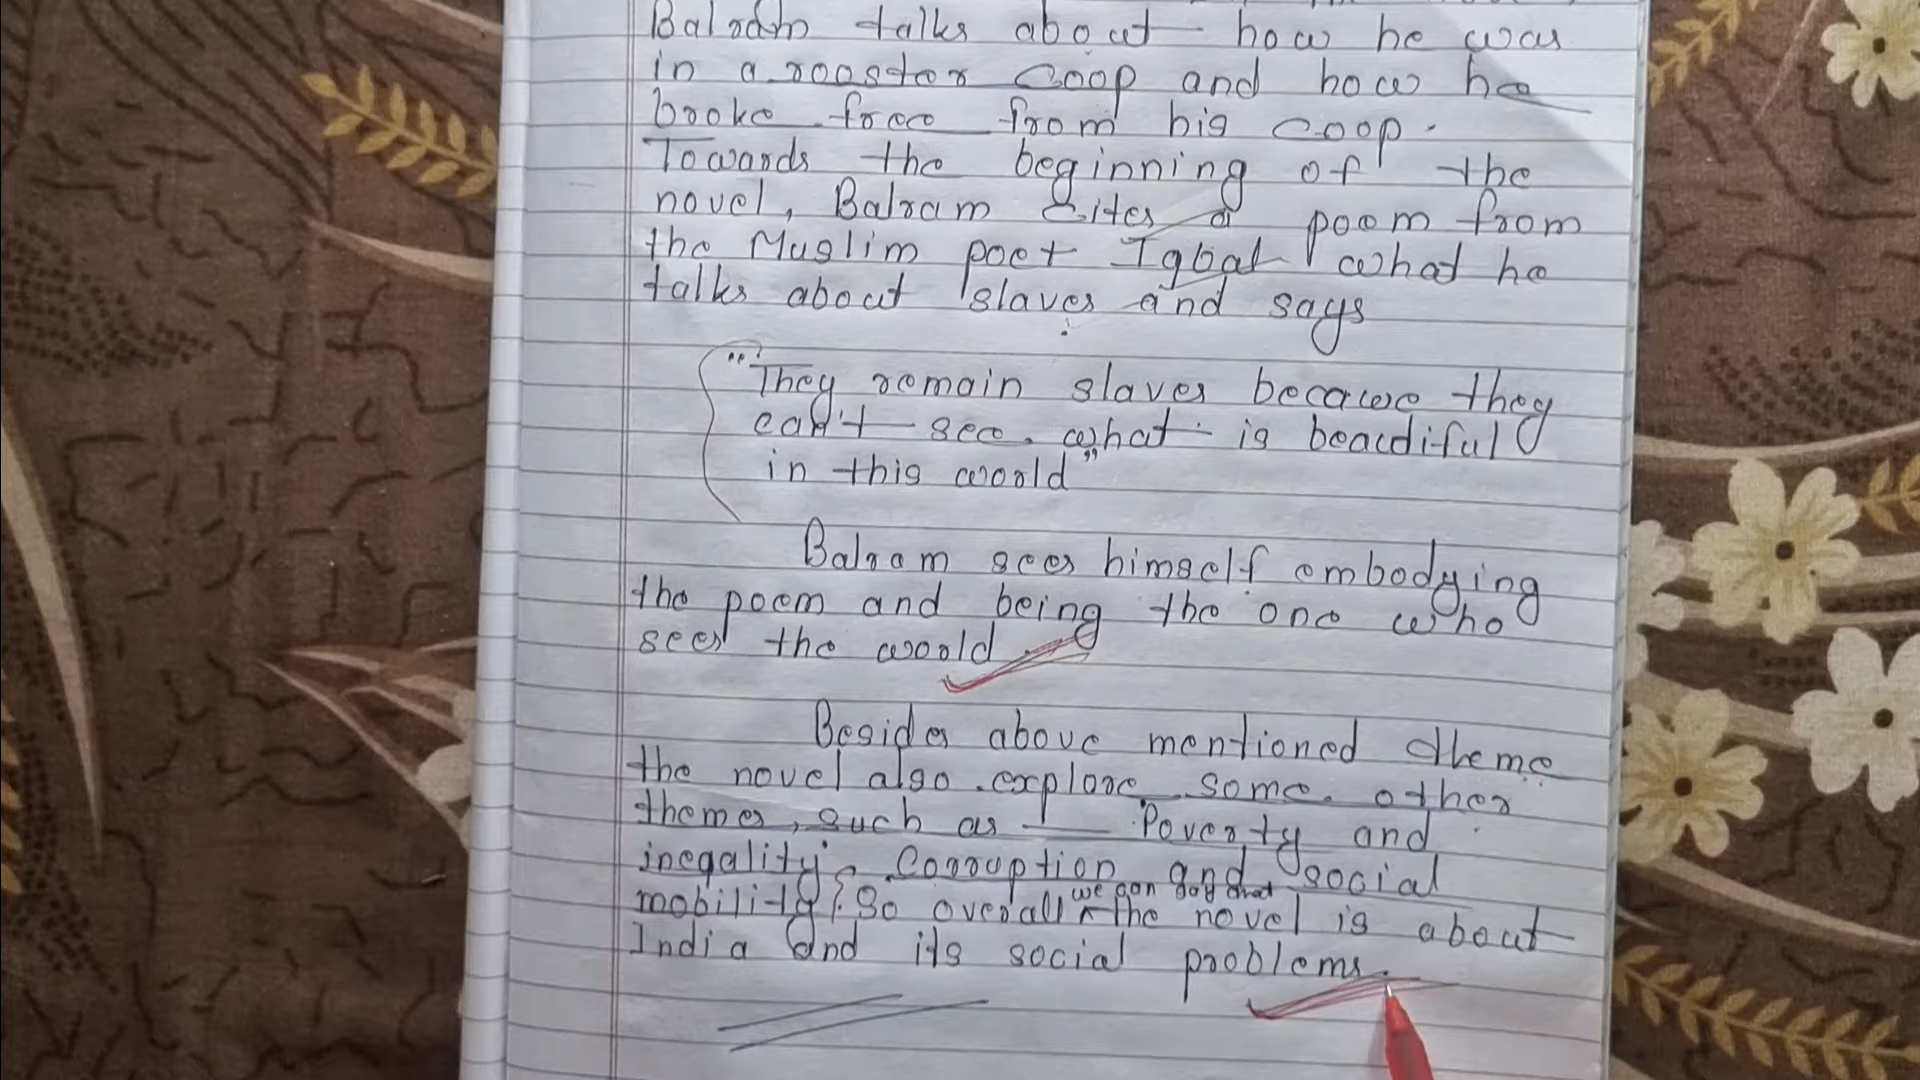 Balram talks about how he was
in a rooster coop and how he
broke free from his coop.
Towards the beginning of the
novel, Balram cites a poem from
the Muslim poet Iqbal what he
talks about slaves and says
"They remain slaves because they
can't see what is beautiful
in this world"
Balram sees himself embodying
the poem and being the one who
sees the world
Besides above mentioned theme
the novel also explore some other
themes, such as Poverty and
ineqality, Corruption and social
mobility. So overall we can say that the novel is about
India and its social problems.